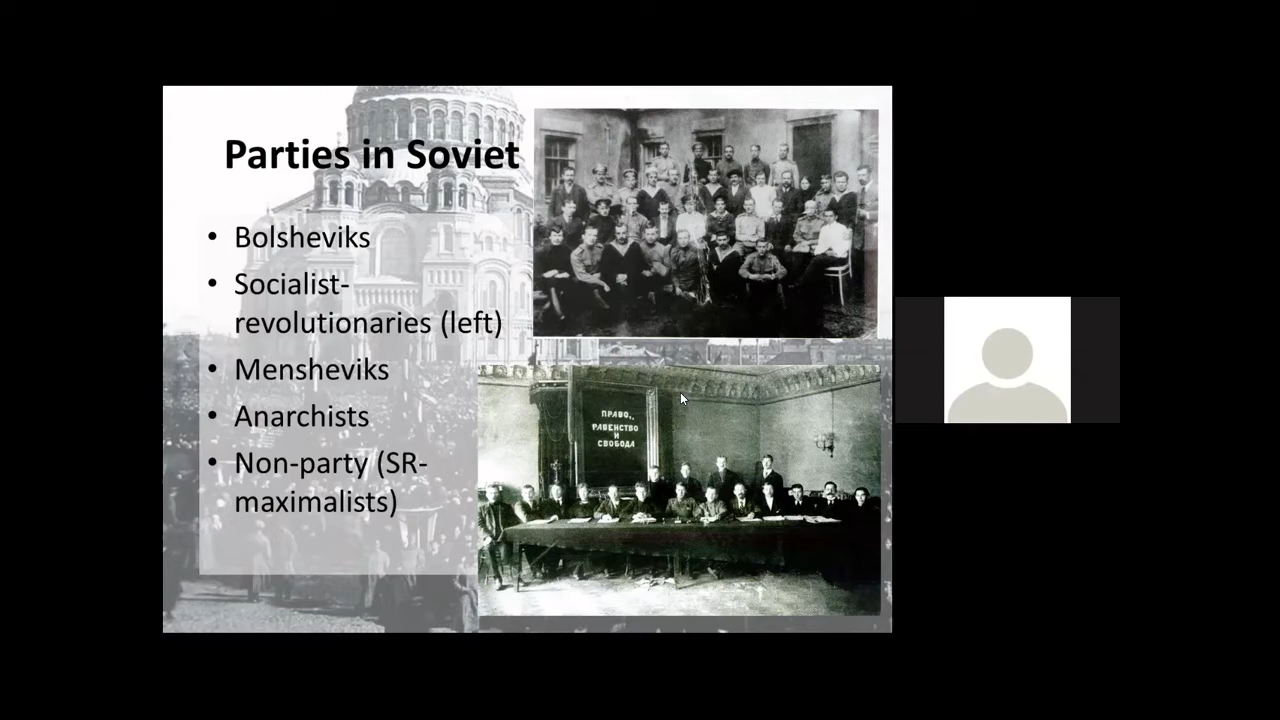 Parties in Soviet
• Bolsheviks
• Socialist-
revolutionaries (left)
• Mensheviks
• Anarchists
• Non-party (SR-
maximalists)
ПРАВО,
РАВЕНСТВО
И
СВОБОДА